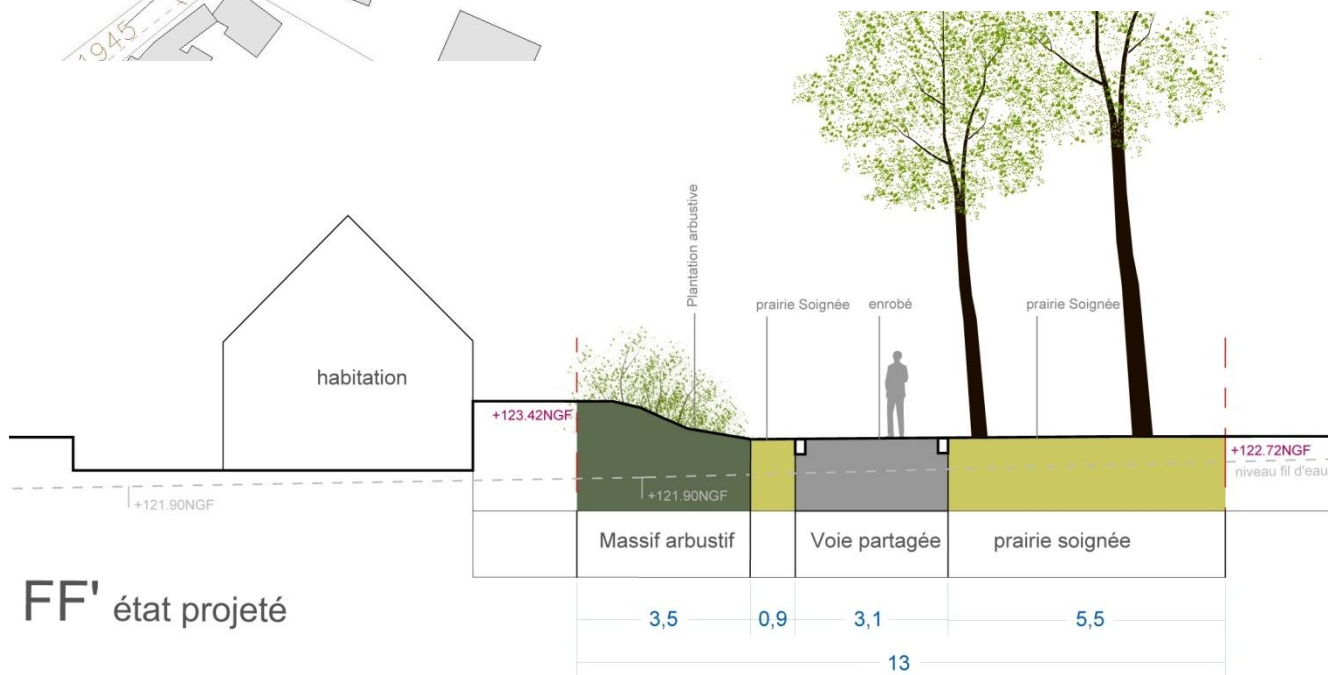 1945
Plantation arbustive
prairie Soignée
enrobé
prairie Soignée
habitation
+123.42NGF
+122.72NGF
niveau fil d'eau
+121.90NGF
+121.90NGF
Massif arbustif
Voie partagée
prairie soignée
FF' état projeté
3,5
0,9
3,1
5,5
13